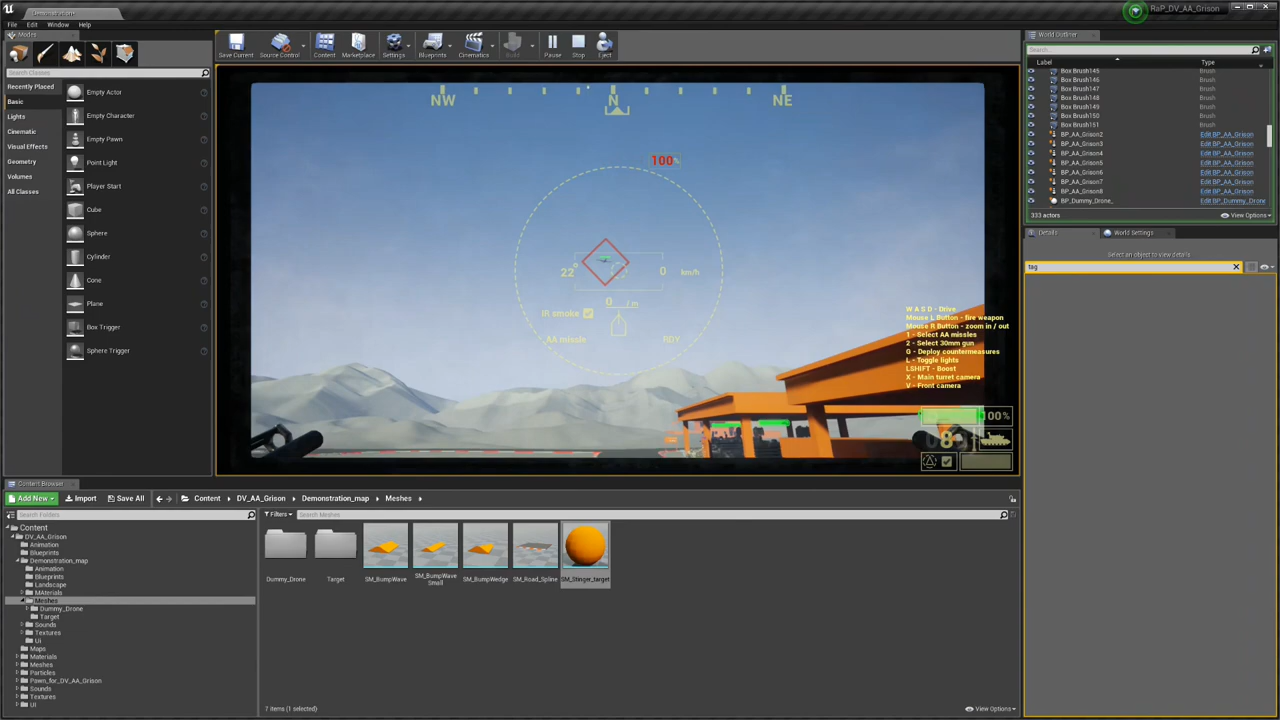 RaP_DV_AA_Grison
File Edit Window Help
Modes
Search Classes
Recently Placed
Basic
Lights
Cinematic
Visual Effects
Geometry
Volumes
All Classes
Empty Actor
Empty Character
Empty Pawn
Point Light
Player Start
Cube
Sphere
Cylinder
Cone
Plane
Box Trigger
Sphere Trigger
Save Current
Source Control
Content
Marketplace
Settings
Blueprints
Cinematics
Build
Pause
Stop
Eject
NW N NE
100%
22°
0 km/h
0 / m
IR smoke
AA missile RDY
W A S D - Drive
Mouse L Button - fire weapon
Mouse R Button - zoom in / out
1 - Select AA missles
2 - Select 30mm gun
G - Deploy countermeasures
L - Toggle lights
LSHIFT - Boost
X - Main turret camera
V - Front camera
100%
08
World Outliner
Search...
Label Type
Box Brush145 Brush
Box Brush146 Brush
Box Brush147 Brush
Box Brush148 Brush
Box Brush149 Brush
Box Brush150 Brush
Box Brush151 Brush
BP_AA_Grison2 Edit BP_AA_Grison
BP_AA_Grison3 Edit BP_AA_Grison
BP_AA_Grison4 Edit BP_AA_Grison
BP_AA_Grison5 Edit BP_AA_Grison
BP_AA_Grison6 Edit BP_AA_Grison
BP_AA_Grison7 Edit BP_AA_Grison
BP_AA_Grison8 Edit BP_AA_Grison
BP_Dummy_Drone_ Edit BP_Dummy_Drone
333 actors View Options
Details World Settings
Select an object to view details
tag
Content Browser
Add New Import Save All Content DV_AA_Grison Demonstration_map Meshes
Search Folders
Filters Search Meshes
Content
DV_AA_Grison
Animation
Blueprints
Demonstration_map
Animation
Blueprints
Landscape
MAterials
Meshes
Dummy_Drone
Target
Sounds
Textures
Ui
Maps
Materials
Meshes
Particles
Pawn_for_DV_AA_Grison
Sounds
Textures
UI
Dummy_Drone
Target
SM_BumpWave
SM_BumpWave
Small
SM_BumpWedge
SM_Road_Spline
SM_Stinger_target
7 items (1 selected)
View Options